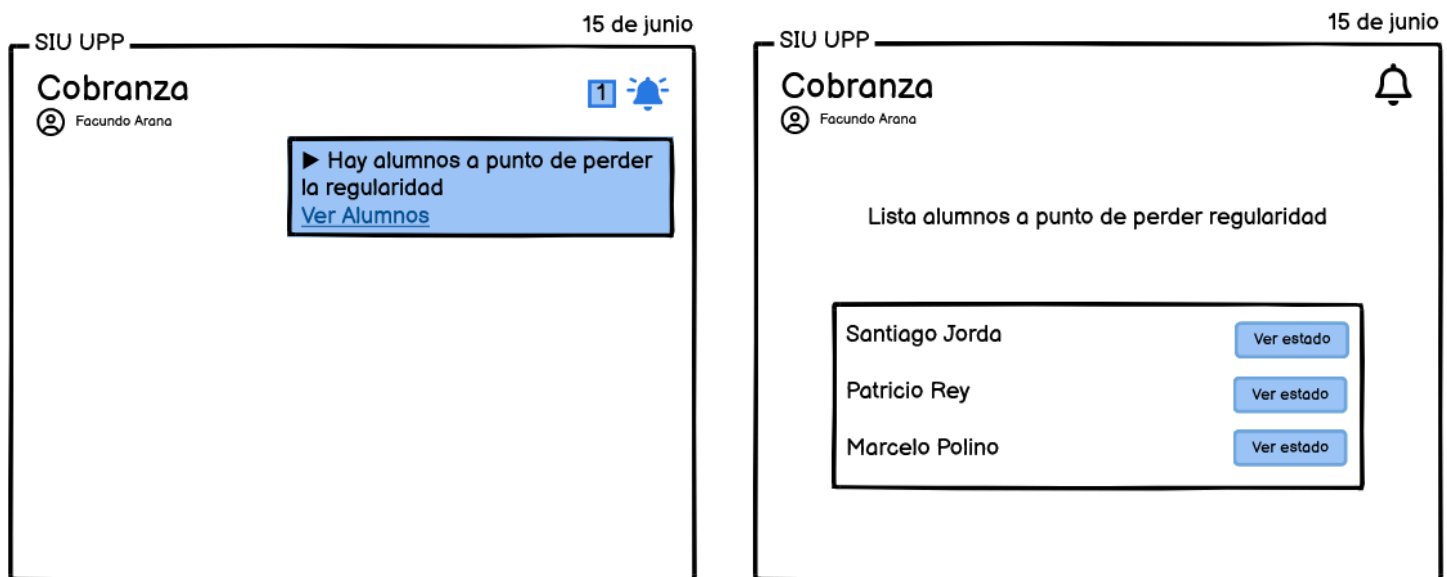 15 de junio
SIU UPP
Cobranza
1
Facundo Arana
▶ Hay alumnos a punto de perder
la regularidad
Ver Alumnos
15 de junio
SIU UPP
Cobranza
Facundo Arana
Lista alumnos a punto de perder regularidad
Santiago Jorda
Ver estado
Patricio Rey
Ver estado
Marcelo Polino
Ver estado